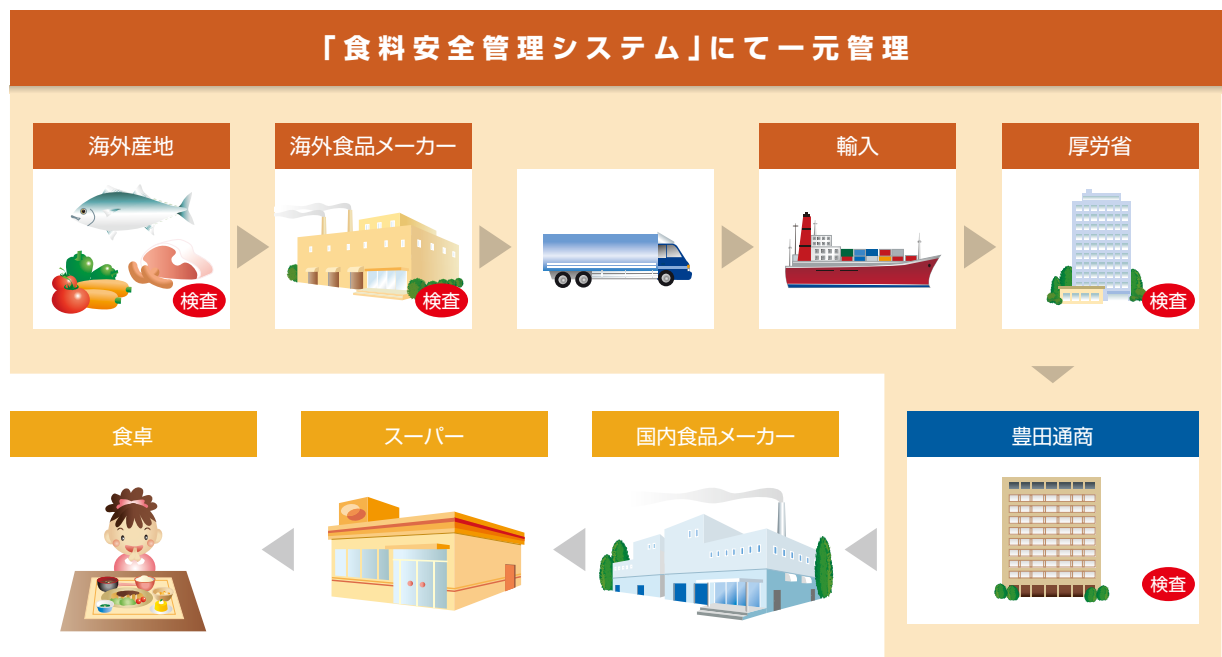 「食料安全管理システム」にて一元管理
海外産地
検査
海外食品メーカー
検査
輸入
厚労省
検査
豊田通商
検査
国内食品メーカー
スーパー
食卓